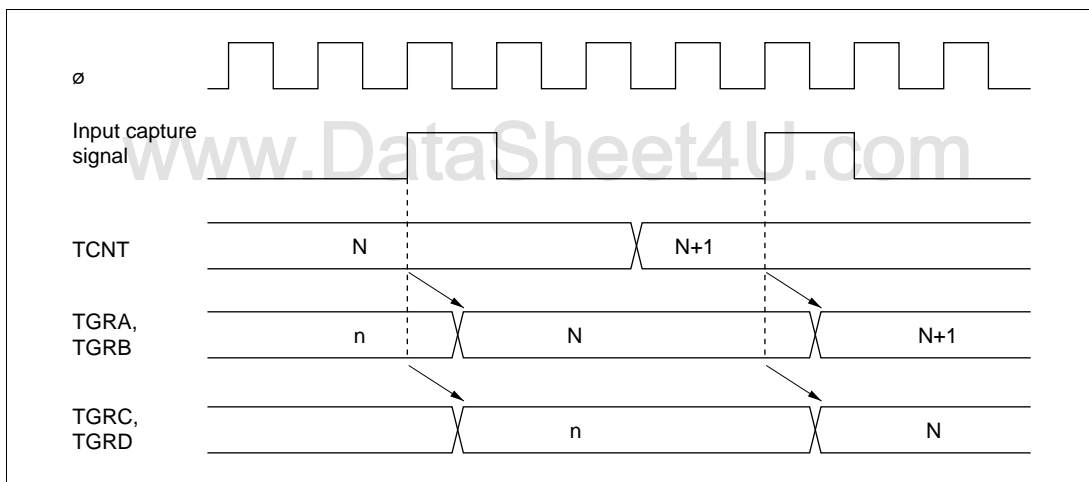 ø
Input capture
signal
www.DataSheet4U.com
TCNT
N
N+1
TGRA,
TGRB
n
N
N+1
TGRC,
TGRD
n
N